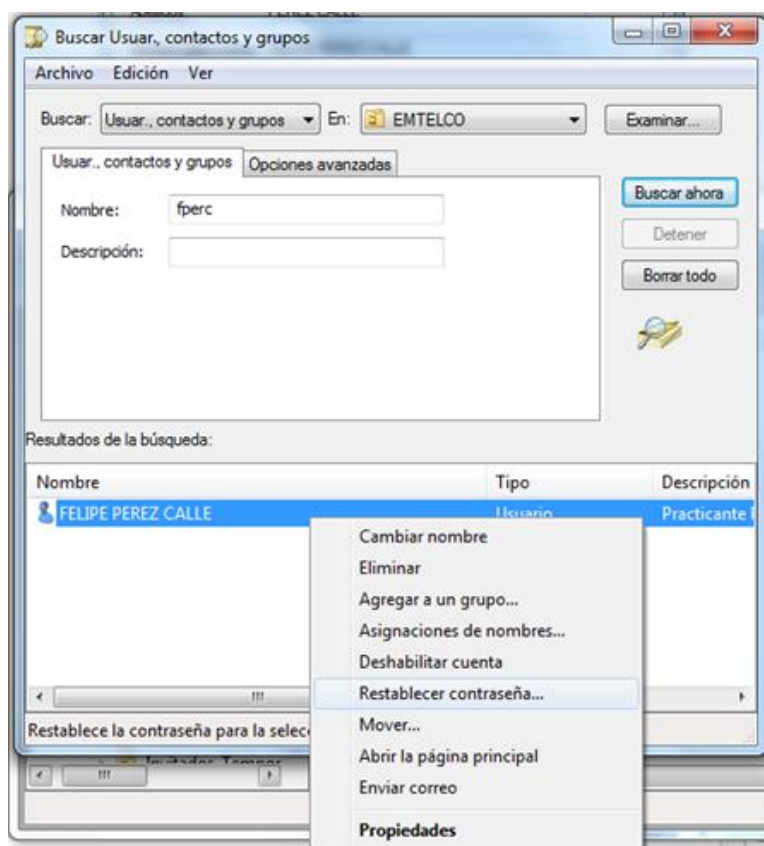 Buscar Usuar., contactos y grupos
Archivo Edición Ver
Buscar: Usuar., contactos y grupos En: EMTELCO Examinar...
Usuar., contactos y grupos Opciones avanzadas
Nombre: fperc
Descripción:
Buscar ahora
Detener
Borrar todo
Resultados de la búsqueda:
Nombre Tipo Descripción
FELIPE PEREZ CALLE Usuario Practicante
Cambiar nombre
Eliminar
Agregar a un grupo...
Asignaciones de nombres...
Deshabilitar cuenta
Restablecer contraseña...
Mover...
Abrir la página principal
Enviar correo
Propiedades
Restablece la contraseña para la selec